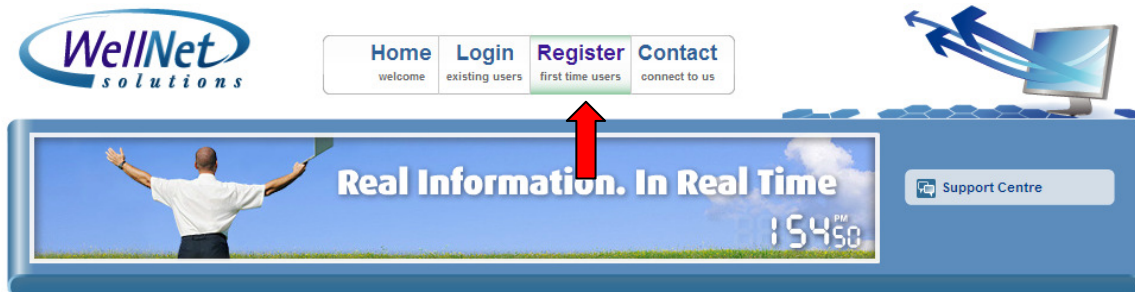 WellNet
solutions
Home Login Register Contact
welcome existing users first time users connect to us
Real Information. In Real Time
Support Centre
1:54 50 PM